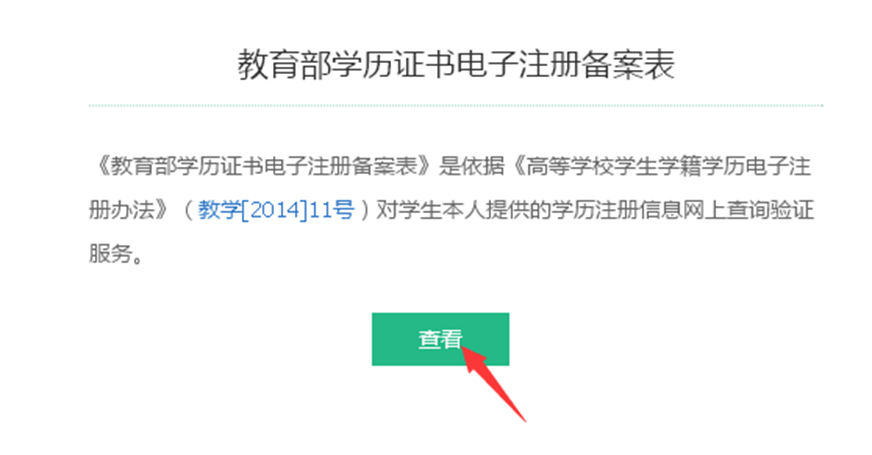 教育部学历证书电子注册备案表
《教育部学历证书电子注册备案表》是依据《高等学校学生学籍学历电子注
册办法》（教学[2014]11号）对学生本人提供的学历注册信息网上查询验证
服务。
查看